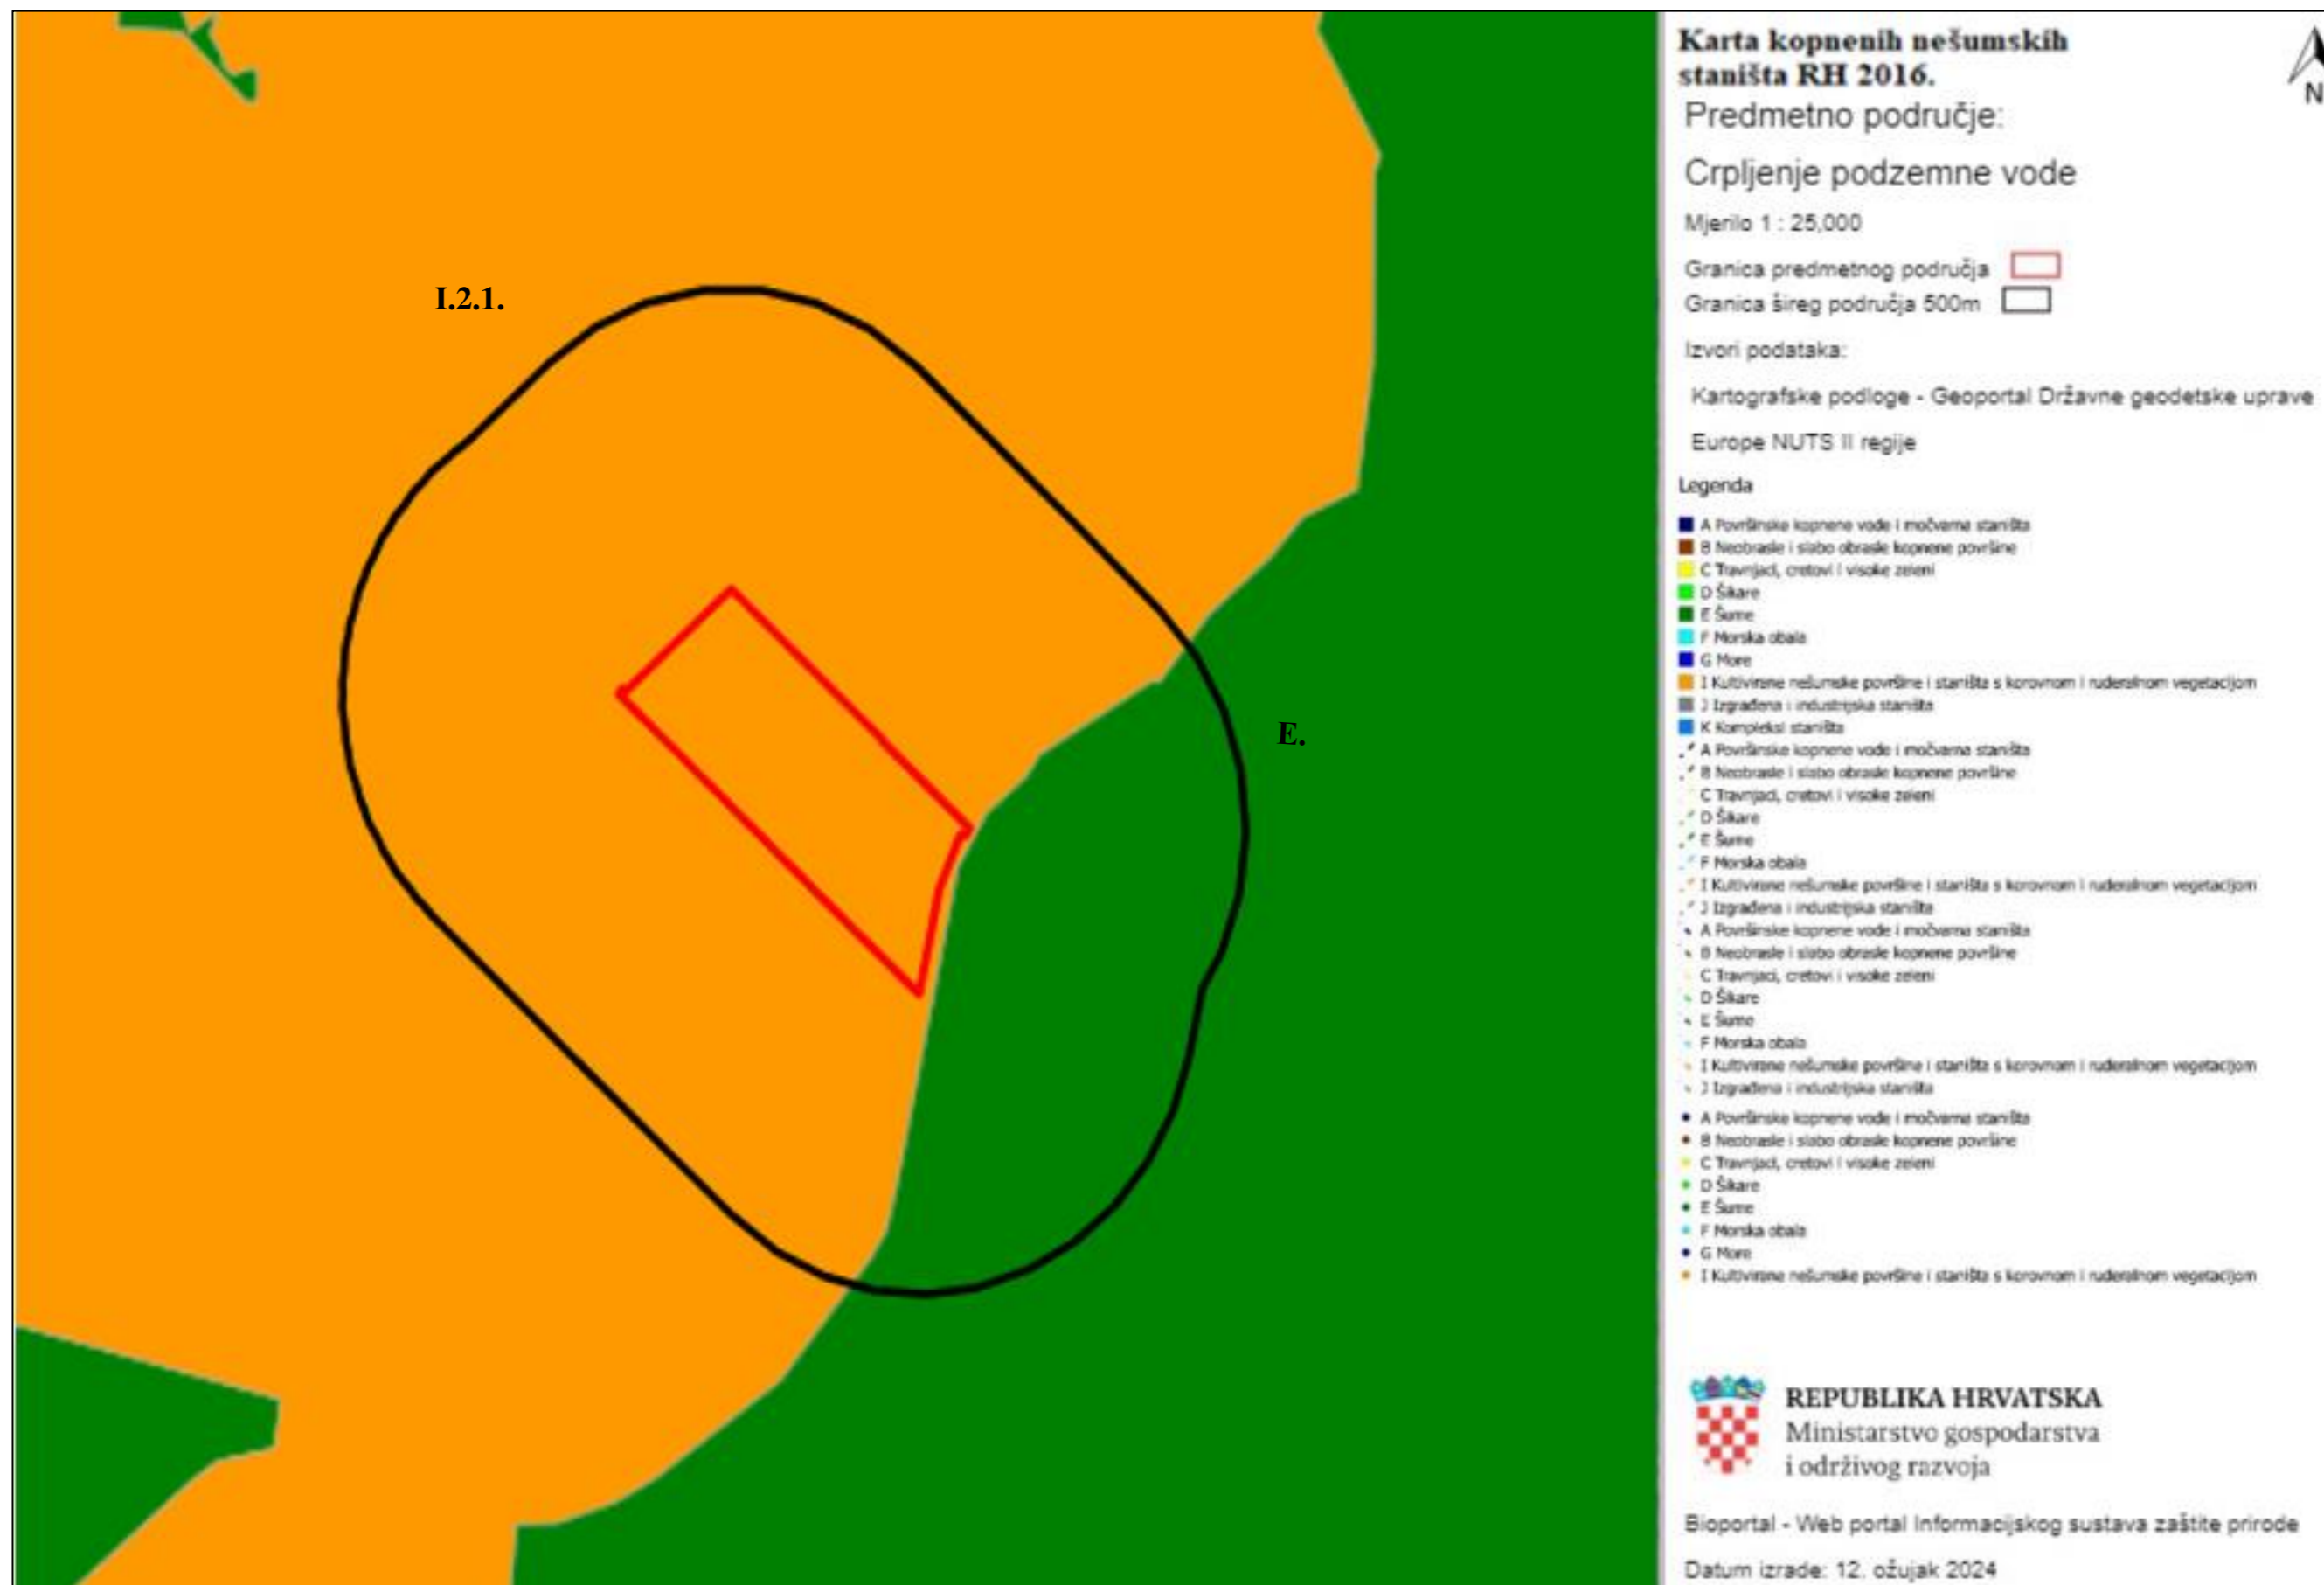 Karta kopnenih nešumskih
staništa RH 2016.
N
Predmetno područje:
Crpljenje podzemne vode
Mjerilo 1 : 25,000
Granica predmetnog područja
Granica šireg područja 500m
Izvori podataka:
Kartografske podloge - Geoportal Državne geodetske uprave
Europe NUTS II regije
Legenda
A Površinske kopnene vode i močvarna staništa
B Neobrasle i slabo obrasle kopnene površine
C Travnjaci, cretovi i visoke zeleni
D Šikare
E Šume
F Morska obala
G More
I Kultivirane nešumske površine i staništa s korovnom i ruderalnom vegetacijom
J Izgrađena i industrijska staništa
K Kompleksi staništa
A Površinske kopnene vode i močvarna staništa
B Neobrasle i slabo obrasle kopnene površine
C Travnjaci, cretovi i visoke zeleni
D Šikare
E Šume
F Morska obala
I Kultivirane nešumske površine i staništa s korovnom i ruderalnom vegetacijom
J Izgrađena i industrijska staništa
A Površinske kopnene vode i močvarna staništa
B Neobrasle i slabo obrasle kopnene površine
C Travnjaci, cretovi i visoke zeleni
D Šikare
E Šume
F Morska obala
I Kultivirane nešumske površine i staništa s korovnom i ruderalnom vegetacijom
J Izgrađena i industrijska staništa
A Površinske kopnene vode i močvarna staništa
B Neobrasle i slabo obrasle kopnene površine
C Travnjaci, cretovi i visoke zeleni
D Šikare
E Šume
F Morska obala
G More
I Kultivirane nešumske površine i staništa s korovnom i ruderalnom vegetacijom
REPUBLIKA HRVATSKA
Ministarstvo gospodarstva
i održivog razvoja
Bioportal - Web portal Informacijskog sustava zaštite prirode
Datum izrade: 12. ožujak 2024
I.2.1.
E.